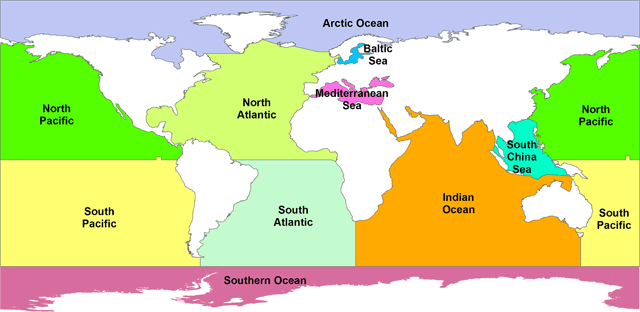 Arctic Ocean
Baltic
Sea
Mediterranean
Sea
North
Pacific
North
Atlantic
North
Pacific
South
China
Sea
South
Pacific
South
Atlantic
Indian
Ocean
South
Pacific
Southern Ocean